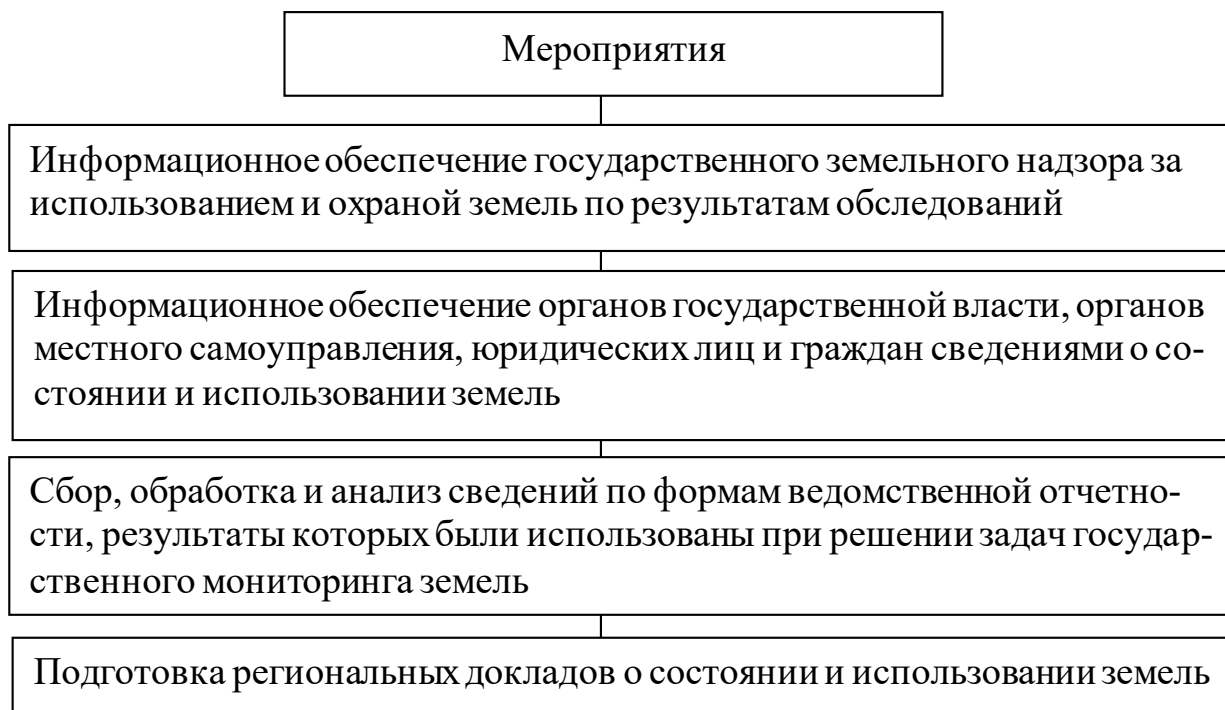 Мероприятия
Информационное обеспечение государственного земельного надзора за
использованием и охраной земель по результатам обследований
Информационное обеспечение органов государственной власти, органов
местного самоуправления, юридических лиц и граждан сведениями о со-
стоянии и использовании земель
Сбор, обработка и анализ сведений по формам ведомственной отчетно-
сти, результаты которых были использованы при решении задач государ-
ственного мониторинга земель
Подготовка региональных докладов о состоянии и использовании земель